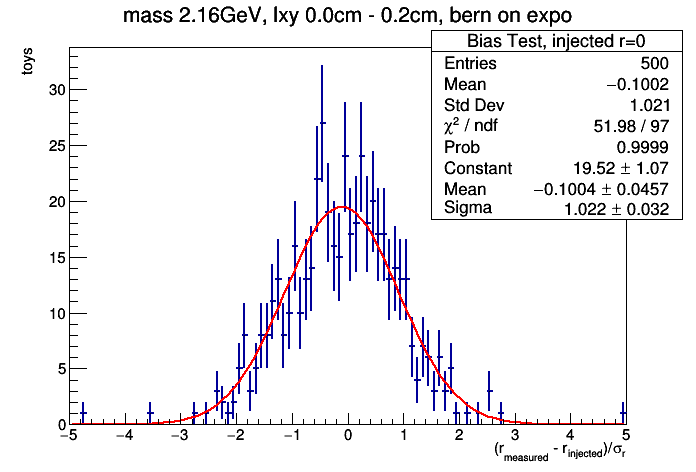 mass 2.16GeV, lxy 0.0cm - 0.2cm, bern on expo
Bias Test, injected r=0
Entries 500
Mean −0.1002
Std Dev 1.021
χ² / ndf 51.98 / 97
Prob 0.9999
Constant 19.52 ± 1.07
Mean −0.1004 ± 0.0457
Sigma 1.022 ± 0.032
toys
30
25
20
15
10
5
0
−5 −4 −3 −2 −1 0 1 2 3 4 5
(r_measured - r_injected)/σ_r